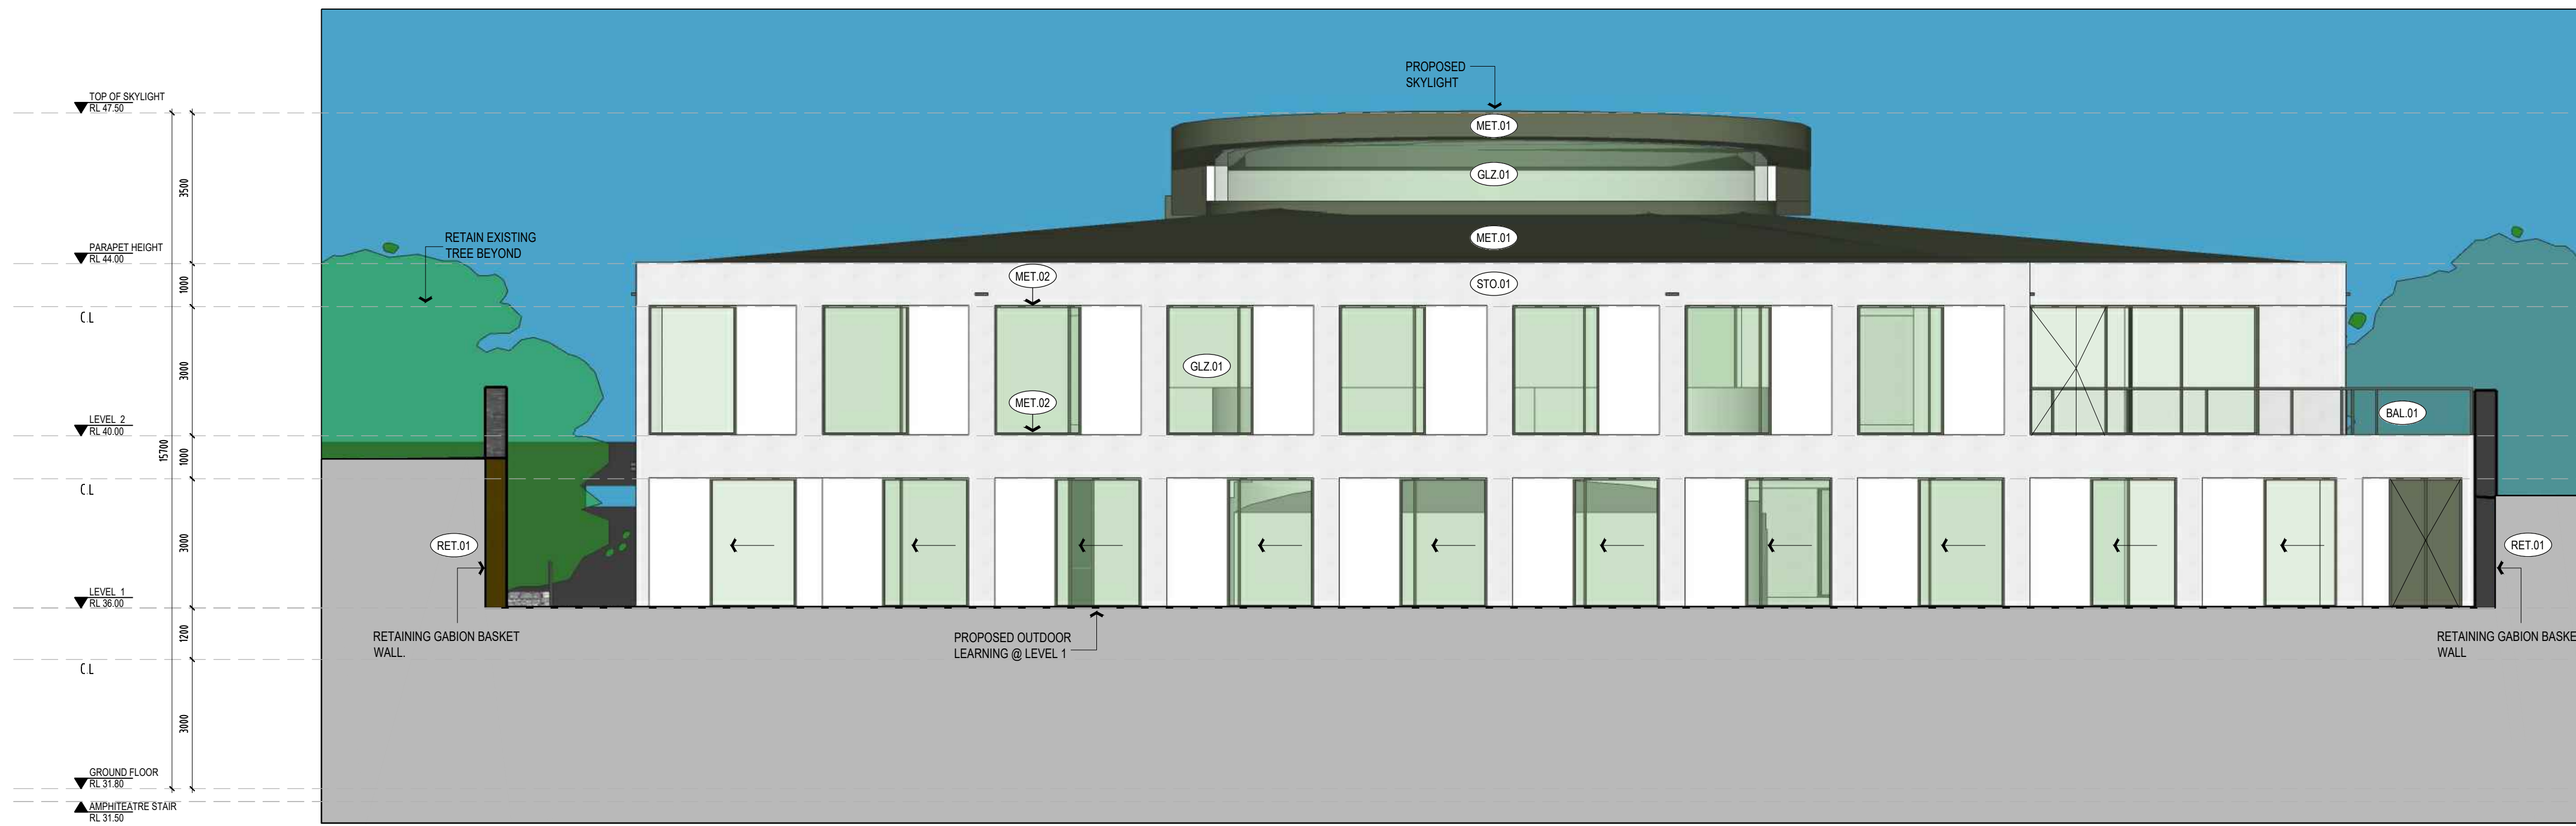 PROPOSED
SKYLIGHT
TOP OF SKYLIGHT
RL 47.50
MET.01
GLZ.01
3500
RETAIN EXISTING
TREE BEYOND
MET.01
PARAPET HEIGHT
RL 44.00
MET.02
STO.01
1000
C.L
GLZ.01
3000
MET.02
BAL.01
LEVEL 2
RL 40.00
15700
1000
C.L
3000
RET.01
RET.01
LEVEL 1
RL 36.00
1200
RETAINING GABION BASKET
WALL.
PROPOSED OUTDOOR
LEARNING @ LEVEL 1
RETAINING GABION BASKE
WALL
C.L
3000
GROUND FLOOR
RL 31.80
AMPHITEATRE STAIR
RL 31.50